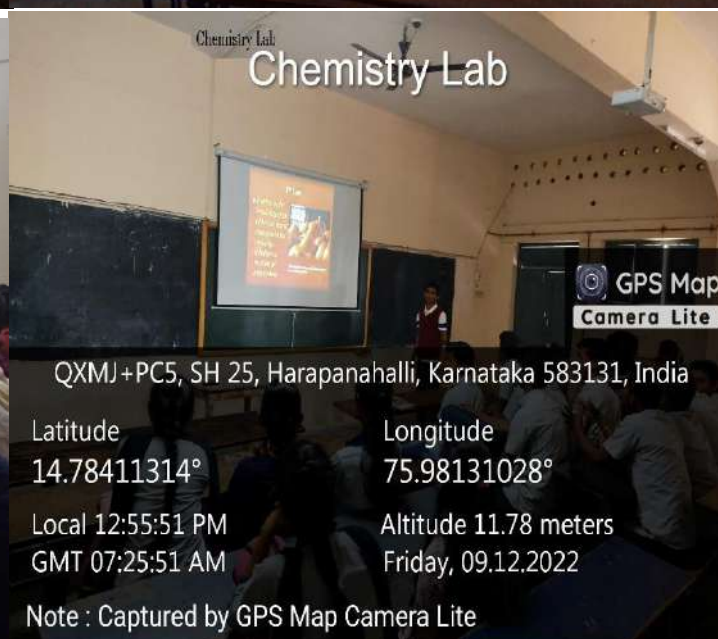 Chemistry Lab
Chemistry Lab
GPS Map
Camera Lite
QXMJ+PC5, SH 25, Harapanahalli, Karnataka 583131, India
Latitude
14.78411314°
Longitude
75.98131028°
Local 12:55:51 PM
GMT 07:25:51 AM
Altitude 11.78 meters
Friday, 09.12.2022
Note : Captured by GPS Map Camera Lite